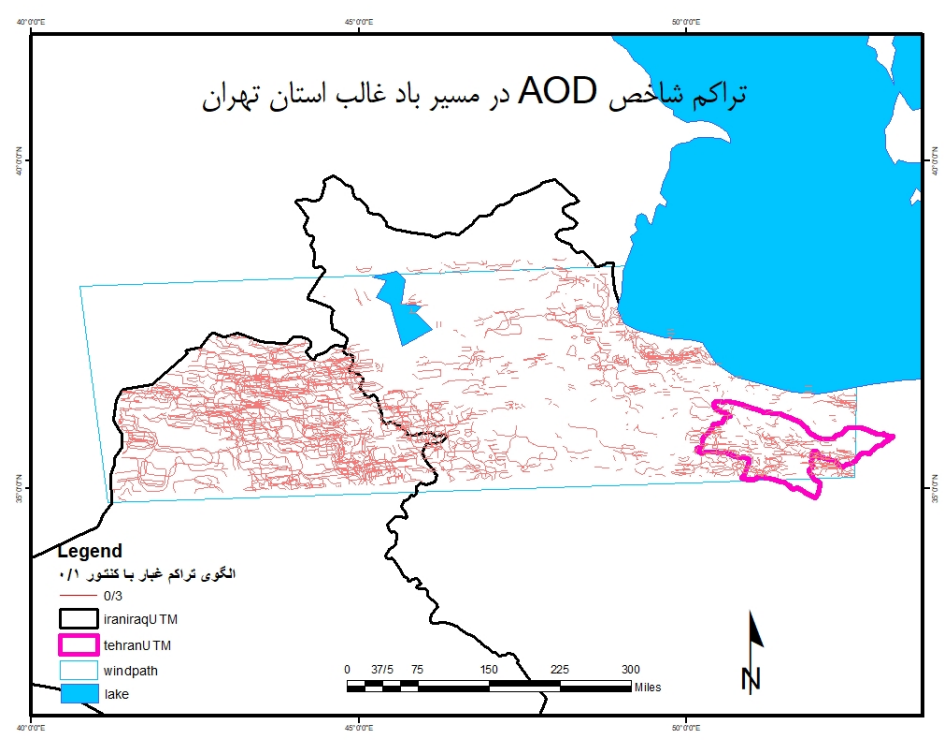 40°0'0"E 45°0'0"E 50°0'0"E
تراکم شاخص AOD در مسیر باد غالب استان تهران
40°0'0"N 40°0'0"N
35°0'0"N 35°0'0"N
Legend
الگوی تراکم غبار با کنتور ۰/۱
0/3
iraniraqUTM
tehranUTM
windpath
lake
0 37/5 75 150 225 300
Miles
N
40°0'0"E 45°0'0"E 50°0'0"E